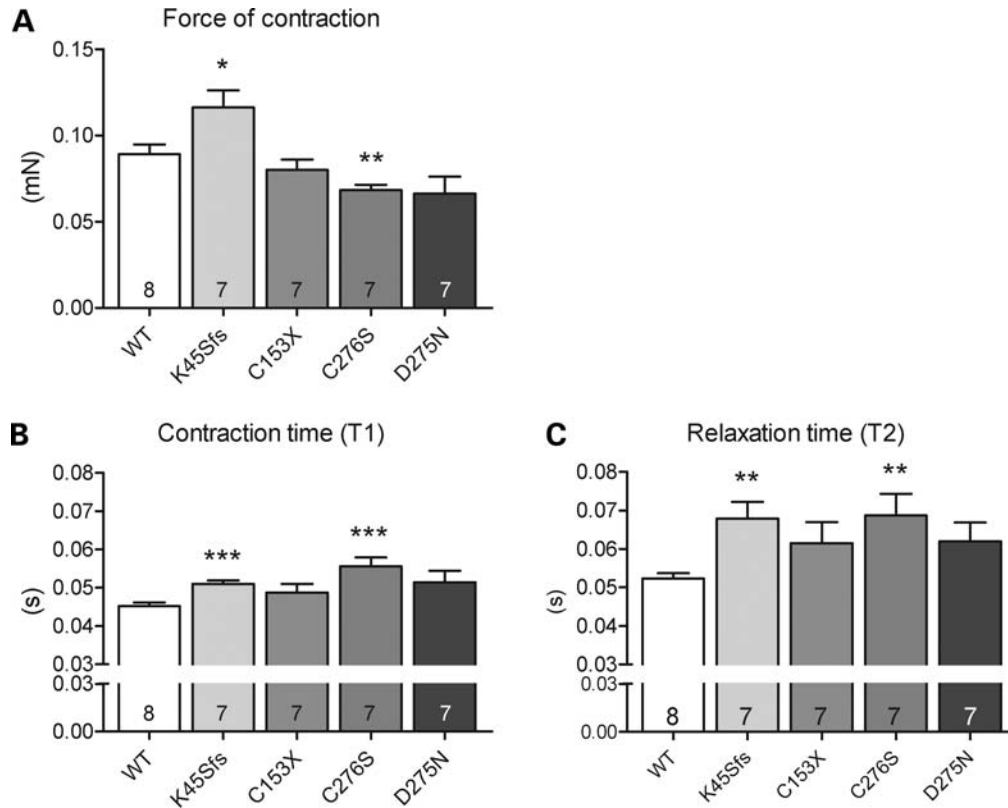 A Force of contraction
0.15
*
0.10
**
(mN)
0.05
8 7 7 7 7
0.00
WT K45Sfs C153X C276S D275N
B Contraction time (T1)
0.08
0.07
***
***
0.06
0.05
(s)
0.04
0.03
0.03
8 7 7 7 7
0.00
WT K45Sfs C153X C276S D275N
C Relaxation time (T2)
0.08
** **
0.07
0.06
0.05
(s)
0.04
0.03
0.03
8 7 7 7 7
0.00
WT K45Sfs C153X C276S D275N